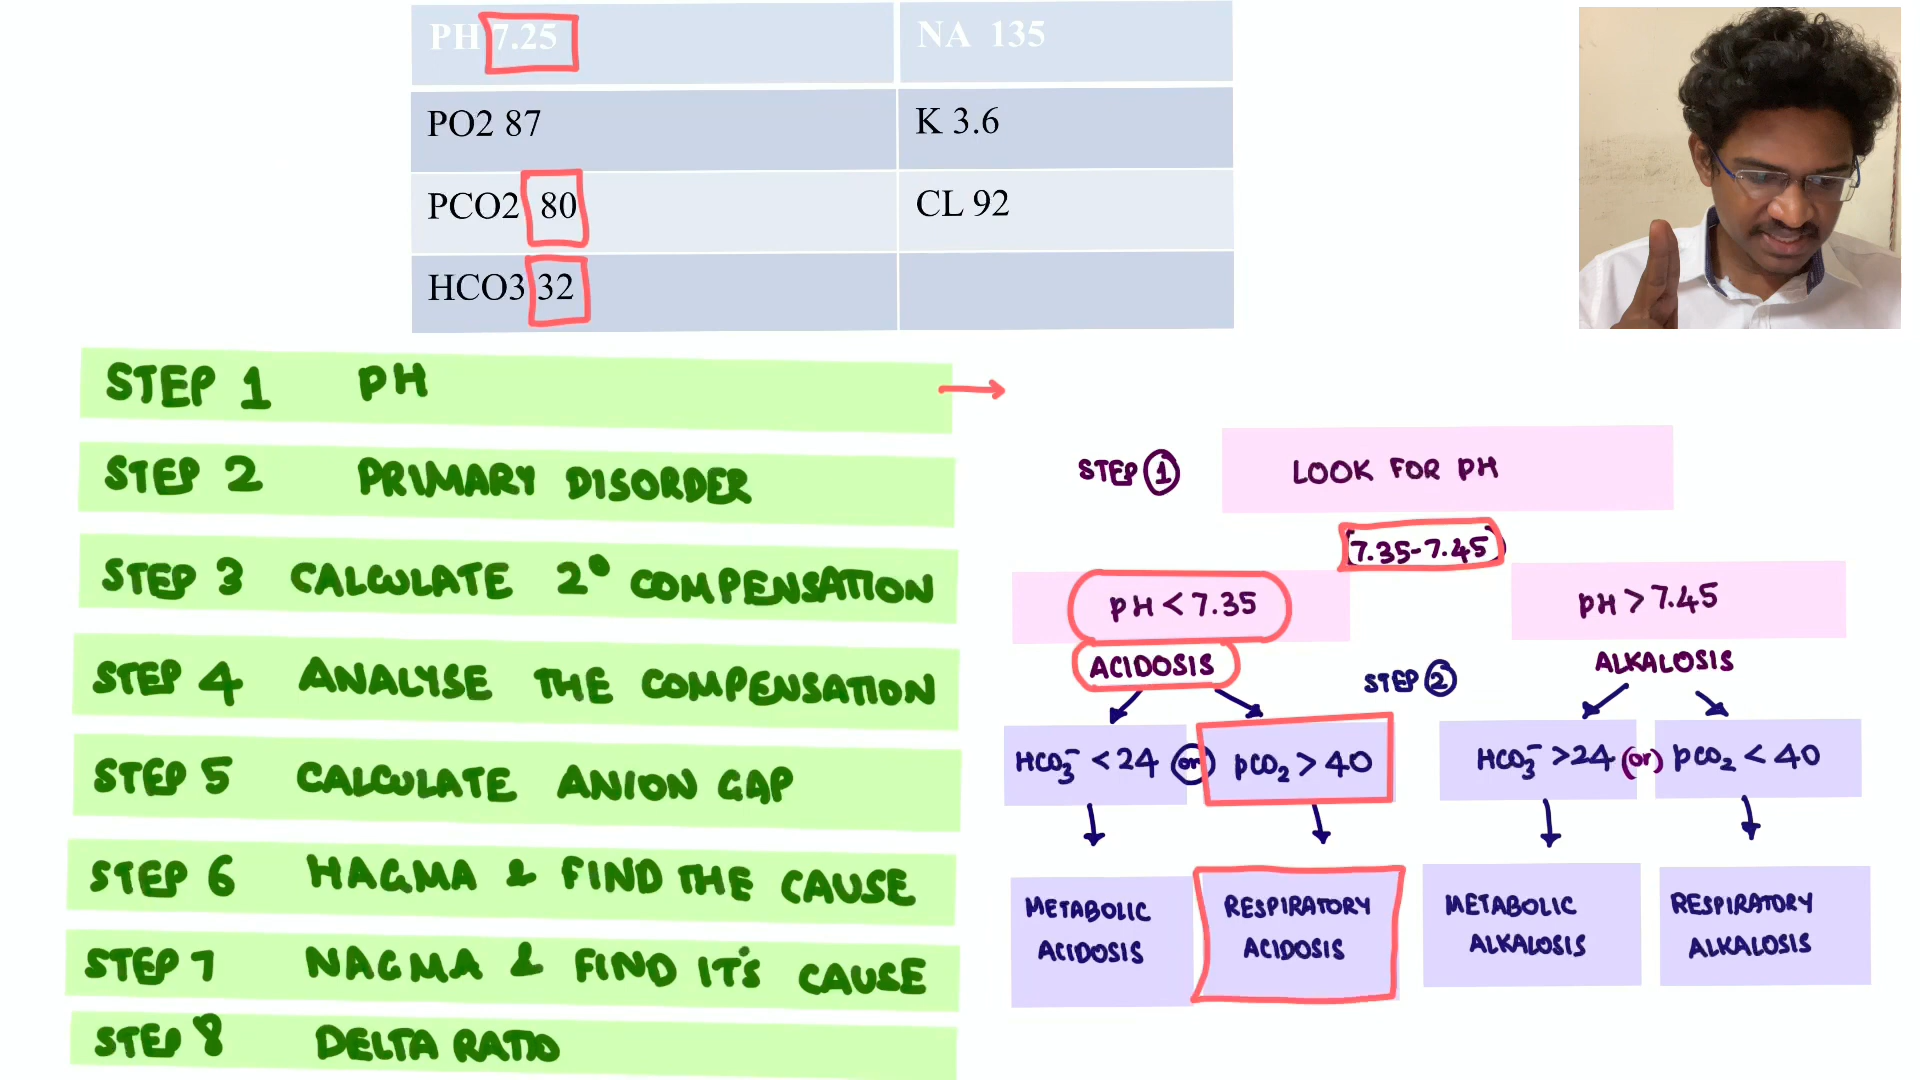 PH 7.25
NA 135
PO2 87
K 3.6
PCO2 80
CL 92
HCO3 32
STEP 1 PH
STEP 2 PRIMARY DISORDER
STEP 3 CALCULATE 2° COMPENSATION
STEP 4 ANALYSE THE COMPENSATION
STEP 5 CALCULATE ANION GAP
STEP 6 HAGMA & FIND THE CAUSE
STEP 7 NAGMA & FIND IT'S CAUSE
STEP 8 DELTA RATIO
STEP 1 LOOK FOR PH
7.35-7.45
pH < 7.35
pH > 7.45
ACIDOSIS
ALKALOSIS
STEP 2
HCO₃⁻ < 24 (or) pCO₂ > 40
HCO₃⁻ > 24 (or) pCO₂ < 40
METABOLIC
ACIDOSIS
RESPIRATORY
ACIDOSIS
METABOLIC
ALKALOSIS
RESPIRATORY
ALKALOSIS